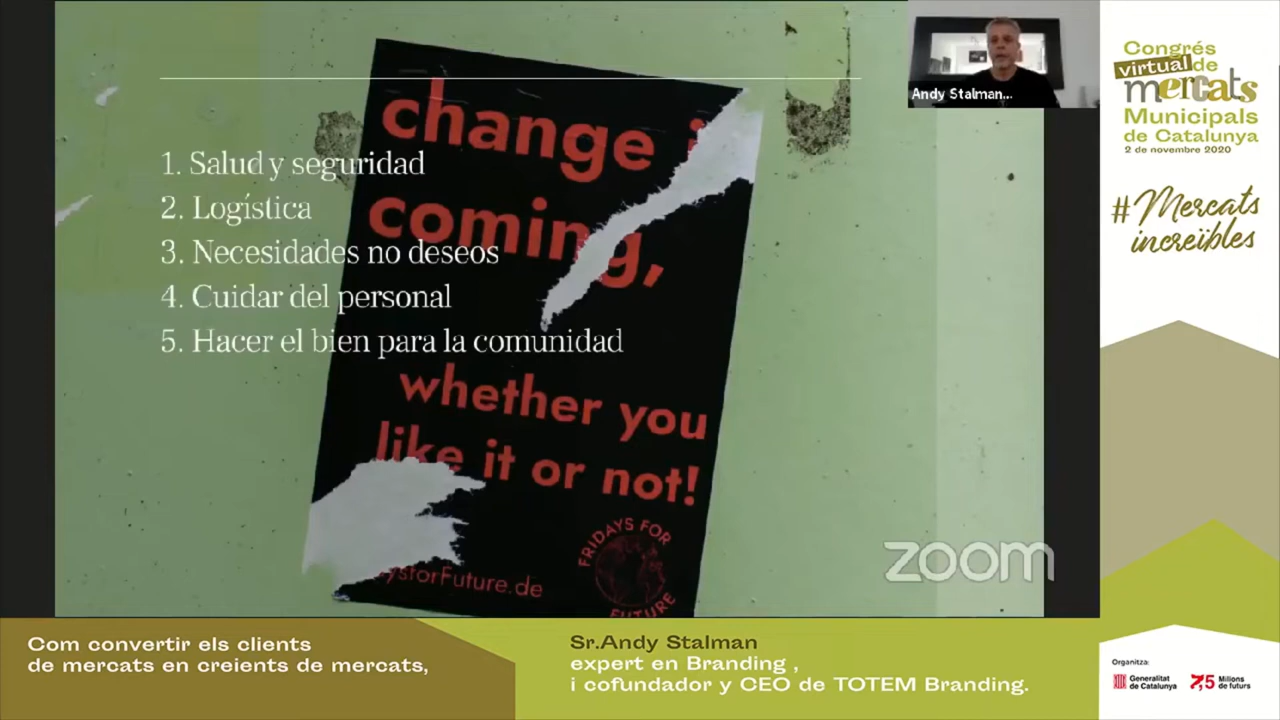 change i
coming,
whether you
like it or not!
FRIDAYS FOR
FUTURE
ysforFuture.de
1. Salud y seguridad
2. Logística
3. Necesidades no deseos
4. Cuidar del personal
5. Hacer el bien para la comunidad
zoom
Andy Stalman...
Congrés
virtual de
mercats
Municipals
de Catalunya
2 de novembre 2020
#Mercats
increïbles
Com convertir els clients
de mercats en creients de mercats,
Sr.Andy Stalman
expert en Branding ,
i cofundador y CEO de TOTEM Branding.
Organitza:
Generalitat
de Catalunya
7,5 Milions
de futurs